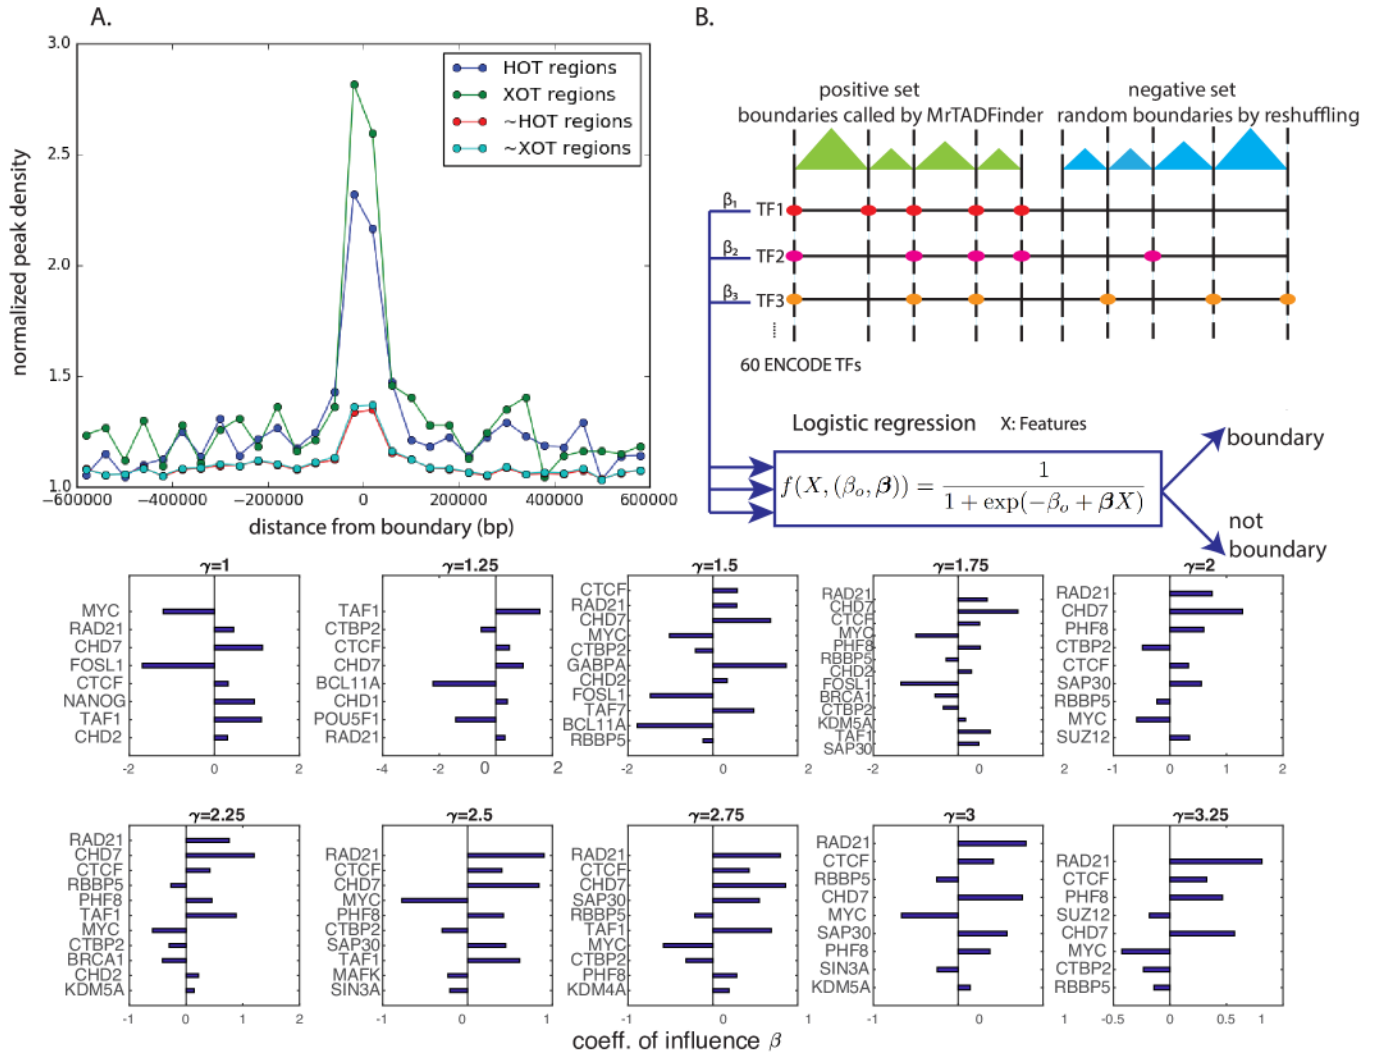 A.
3.0
2.5
2.0
1.5
1.0
normalized peak density
HOT regions
XOT regions
~HOT regions
~XOT regions
−600000 −400000 −200000 0 200000 400000 600000
distance from boundary (bp)
B.
positive set
boundaries called by MrTADFinder
negative set
random boundaries by reshuffling
β₁ TF1
β₂ TF2
β₃ TF3
60 ENCODE TFs
Logistic regression X: Features
f(X, (βₒ, β)) = 1 / (1 + exp(−βₒ + βX))
boundary
not
boundary
γ=1
MYC
RAD21
CHD7
FOSL1
CTCF
NANOG
TAF1
CHD2
-2 0 2
γ=1.25
TAF1
CTBP2
CTCF
CHD7
BCL11A
CHD1
POU5F1
RAD21
-4 -2 0 2
γ=1.5
CTCF
RAD21
CHD7
MYC
CTBP2
GABPA
CHD2
FOSL1
TAF7
BCL11A
RBBP5
-2 0 2
γ=1.75
RAD21
CHD7
CTCF
MYC
PHF8
RBBP5
CHD2
FOSL1
BRCA1
CTBP2
KDM5A
TAF1
SAP30
-2 0 2
γ=2
RAD21
CHD7
PHF8
CTBP2
CTCF
SAP30
RBBP5
MYC
SUZ12
-1 0 1 2
γ=2.25
RAD21
CHD7
CTCF
RBBP5
PHF8
TAF1
MYC
CTBP2
BRCA1
CHD2
KDM5A
-1 0 1 2
γ=2.5
RAD21
CTCF
CHD7
MYC
PHF8
CTBP2
SAP30
TAF1
MAFK
SIN3A
-1 0 1
γ=2.75
RAD21
CTCF
CHD7
SAP30
RBBP5
TAF1
MYC
CTBP2
PHF8
KDM4A
-1 0 1
γ=3
RAD21
CTCF
RBBP5
CHD7
MYC
SAP30
PHF8
SIN3A
KDM5A
-1 0 1
γ=3.25
RAD21
CTCF
PHF8
SUZ12
CHD7
MYC
CTBP2
RBBP5
-0.5 0 0.5 1
coeff. of influence β